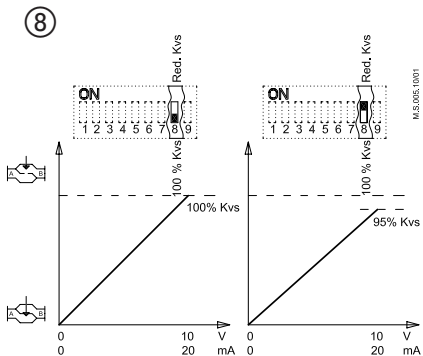 8
Red. Kvs
Red. Kvs
ON
ON
1 2 3 4 5 6 7 8 9
1 2 3 4 5 6 7 8 9
M.S.005.10/01
100 % Kvs
100 % Kvs
A B
100% Kvs
95% Kvs
A B
0 10 V
0 20 mA
0 10 V
0 20 mA